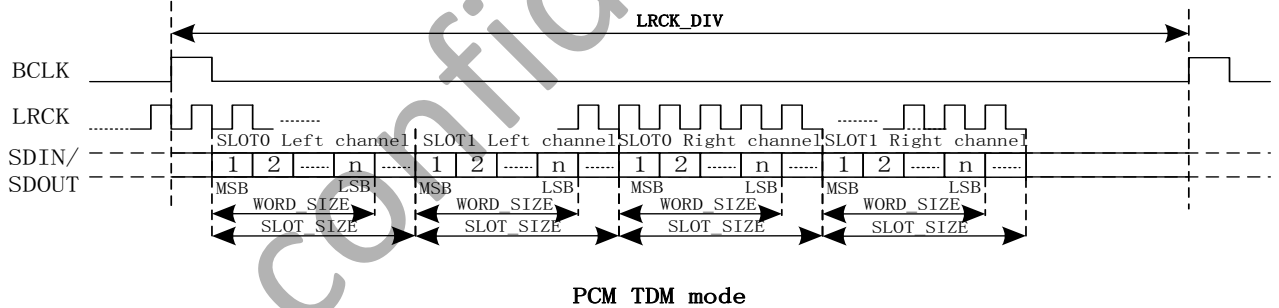 LRCK_DIV
BCLK
LRCK
SLOT0 Left channel SLOT1 Left channel SLOT0 Right channel SLOT1 Right channel
SDIN/
SDOUT
1 2 n 1 2 n 1 2 n 1 2 n
MSB LSB MSB LSB MSB LSB MSB LSB
WORD_SIZE WORD_SIZE WORD_SIZE WORD_SIZE
SLOT_SIZE SLOT_SIZE SLOT_SIZE SLOT_SIZE
PCM TDM mode
confid